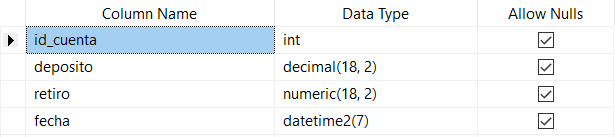 Column Name Data Type Allow Nulls
id_cuenta int
deposito decimal(18, 2)
retiro numeric(18, 2)
fecha datetime2(7)